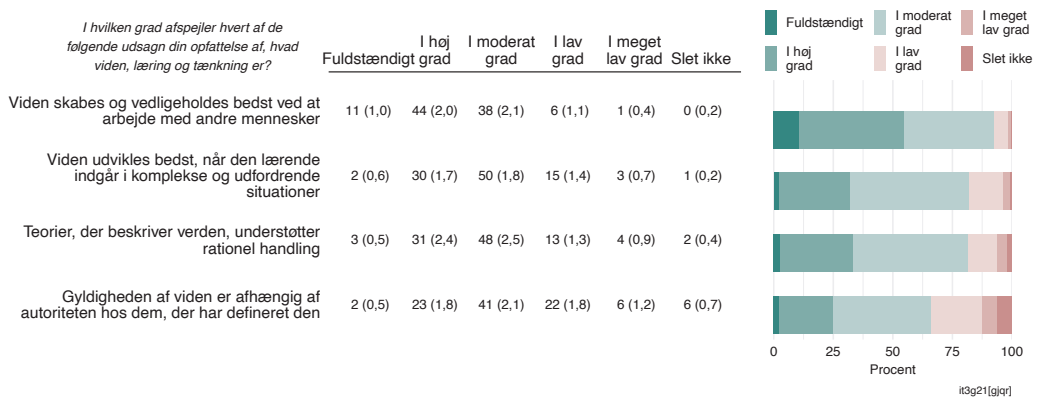 I hvilken grad afspejler hvert af de
følgende udsagn din opfattelse af, hvad
viden, læring og tænkning er?
Fuldstændigt
I høj
grad
I moderat
grad
I lav
grad
I meget
lav grad
Slet ikke
Viden skabes og vedligeholdes bedst ved at
arbejde med andre mennesker
11 (1,0) 44 (2,0) 38 (2,1) 6 (1,1) 1 (0,4) 0 (0,2)
Viden udvikles bedst, når den lærende
indgår i komplekse og udfordrende
situationer
2 (0,6) 30 (1,7) 50 (1,8) 15 (1,4) 3 (0,7) 1 (0,2)
Teorier, der beskriver verden, understøtter
rationel handling
3 (0,5) 31 (2,4) 48 (2,5) 13 (1,3) 4 (0,9) 2 (0,4)
Gyldigheden af viden er afhængig af
autoriteten hos dem, der har defineret den
2 (0,5) 23 (1,8) 41 (2,1) 22 (1,8) 6 (1,2) 6 (0,7)
Fuldstændigt
I høj
grad
I moderat
grad
I lav
grad
I meget
lav grad
Slet ikke
0 25 50 75 100
Procent
it3g21[gjqr]